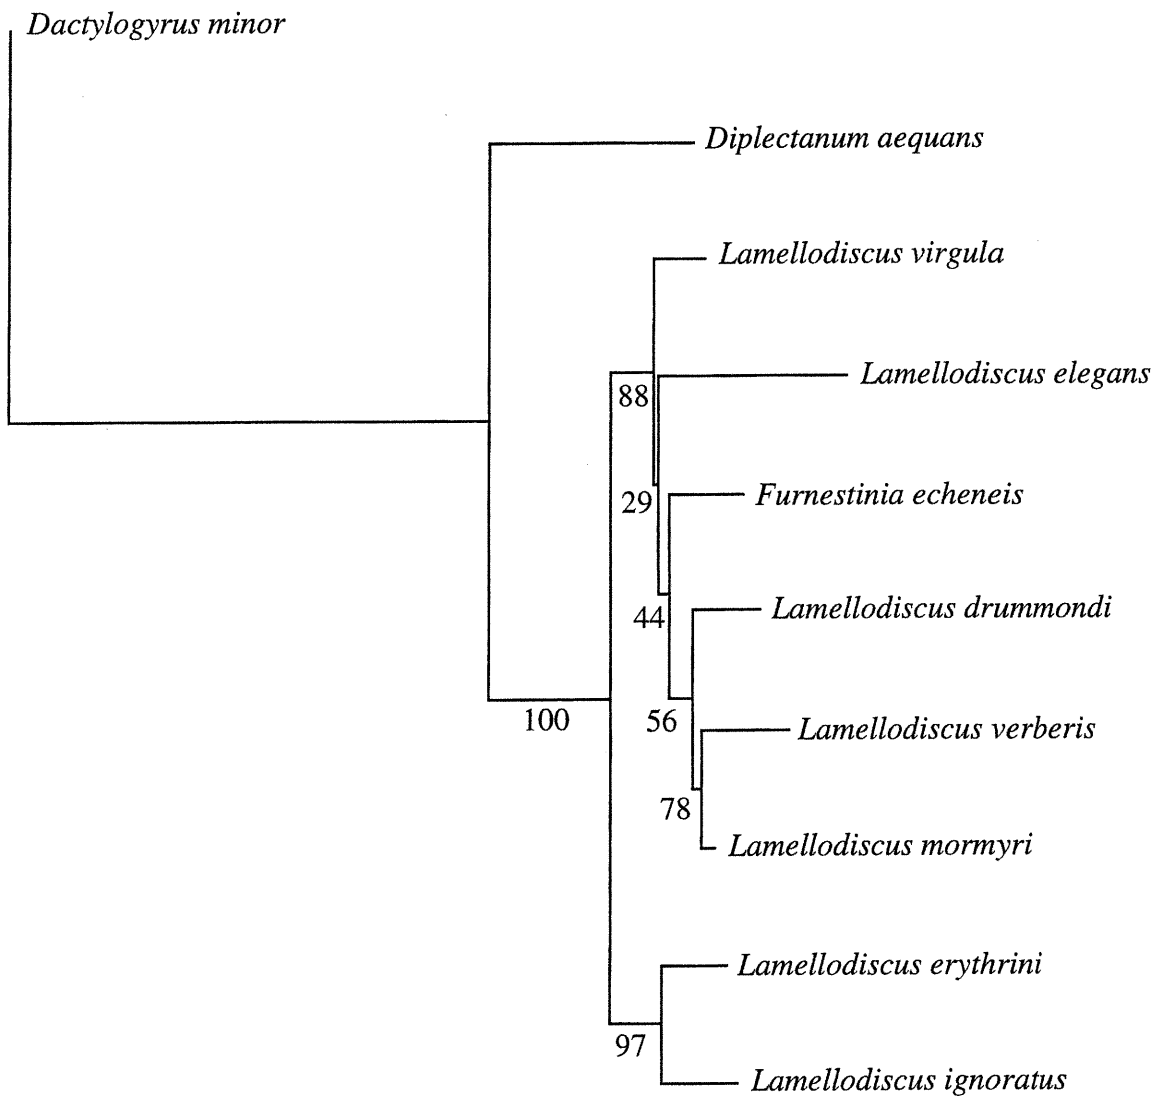 Dactylogyrus minor
Diplectanum aequans
Lamellodiscus virgula
Lamellodiscus elegans
88
Furnestinia echeneis
29
Lamellodiscus drummondi
44
Lamellodiscus verberis
100
56
78
Lamellodiscus mormyri
Lamellodiscus erythrini
97
Lamellodiscus ignoratus